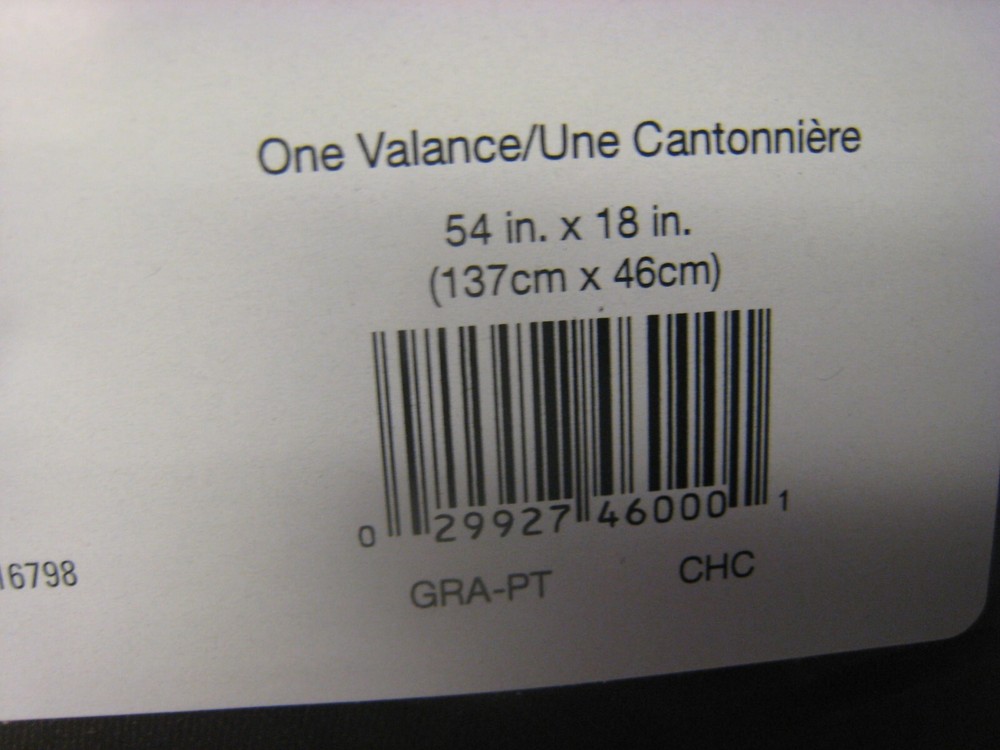 One Valance/Une Cantonnière
54 in. x 18 in.
(137cm x 46cm)
0 29927 46000 1
16798
GRA-PT CHC